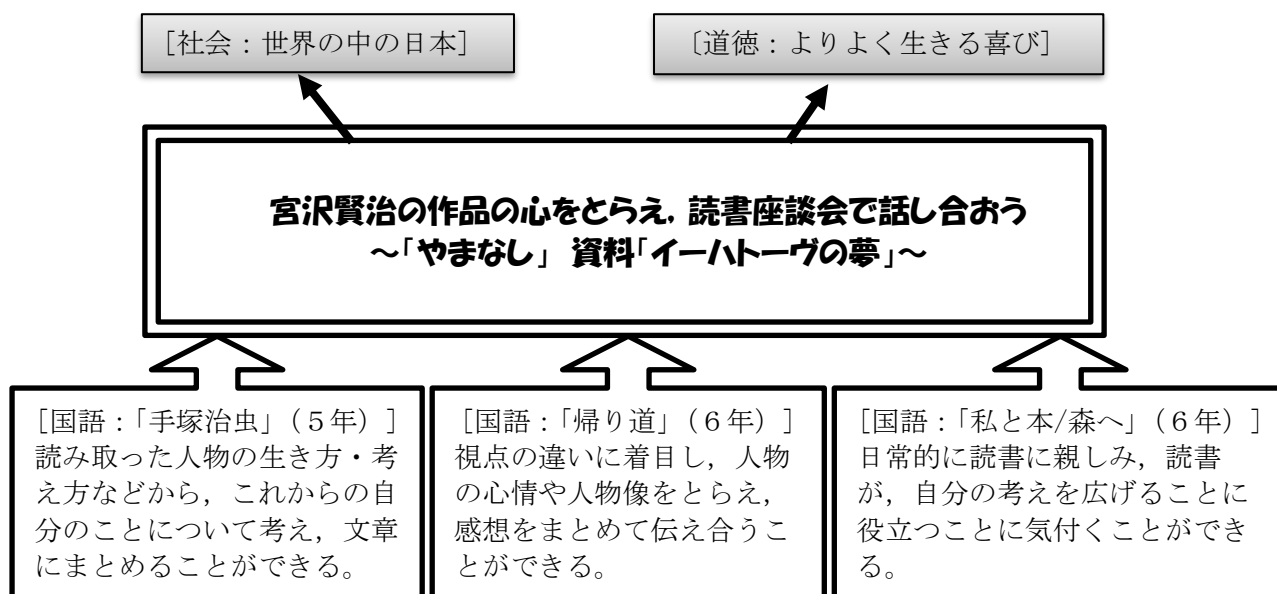 [社会：世界の中の日本]
〔道徳：よりよく生きる喜び］
宮沢賢治の作品の心をとらえ，読書座談会で話し合おう
～「やまなし」 資料「イーハトーヴの夢」～
［国語：「手塚治虫」（５年）］
読み取った人物の生き方・考
え方などから，これからの自
分のことについて考え，文章
にまとめることができる。
［国語：「帰り道」（６年）］
視点の違いに着目し，人物
の心情や人物像をとらえ，
感想をまとめて伝え合うこ
とができる。
［国語：「私と本/森へ」（６年）］
日常的に読書に親しみ，読書
が，自分の考えを広げることに
役立つことに気付くことができ
る。